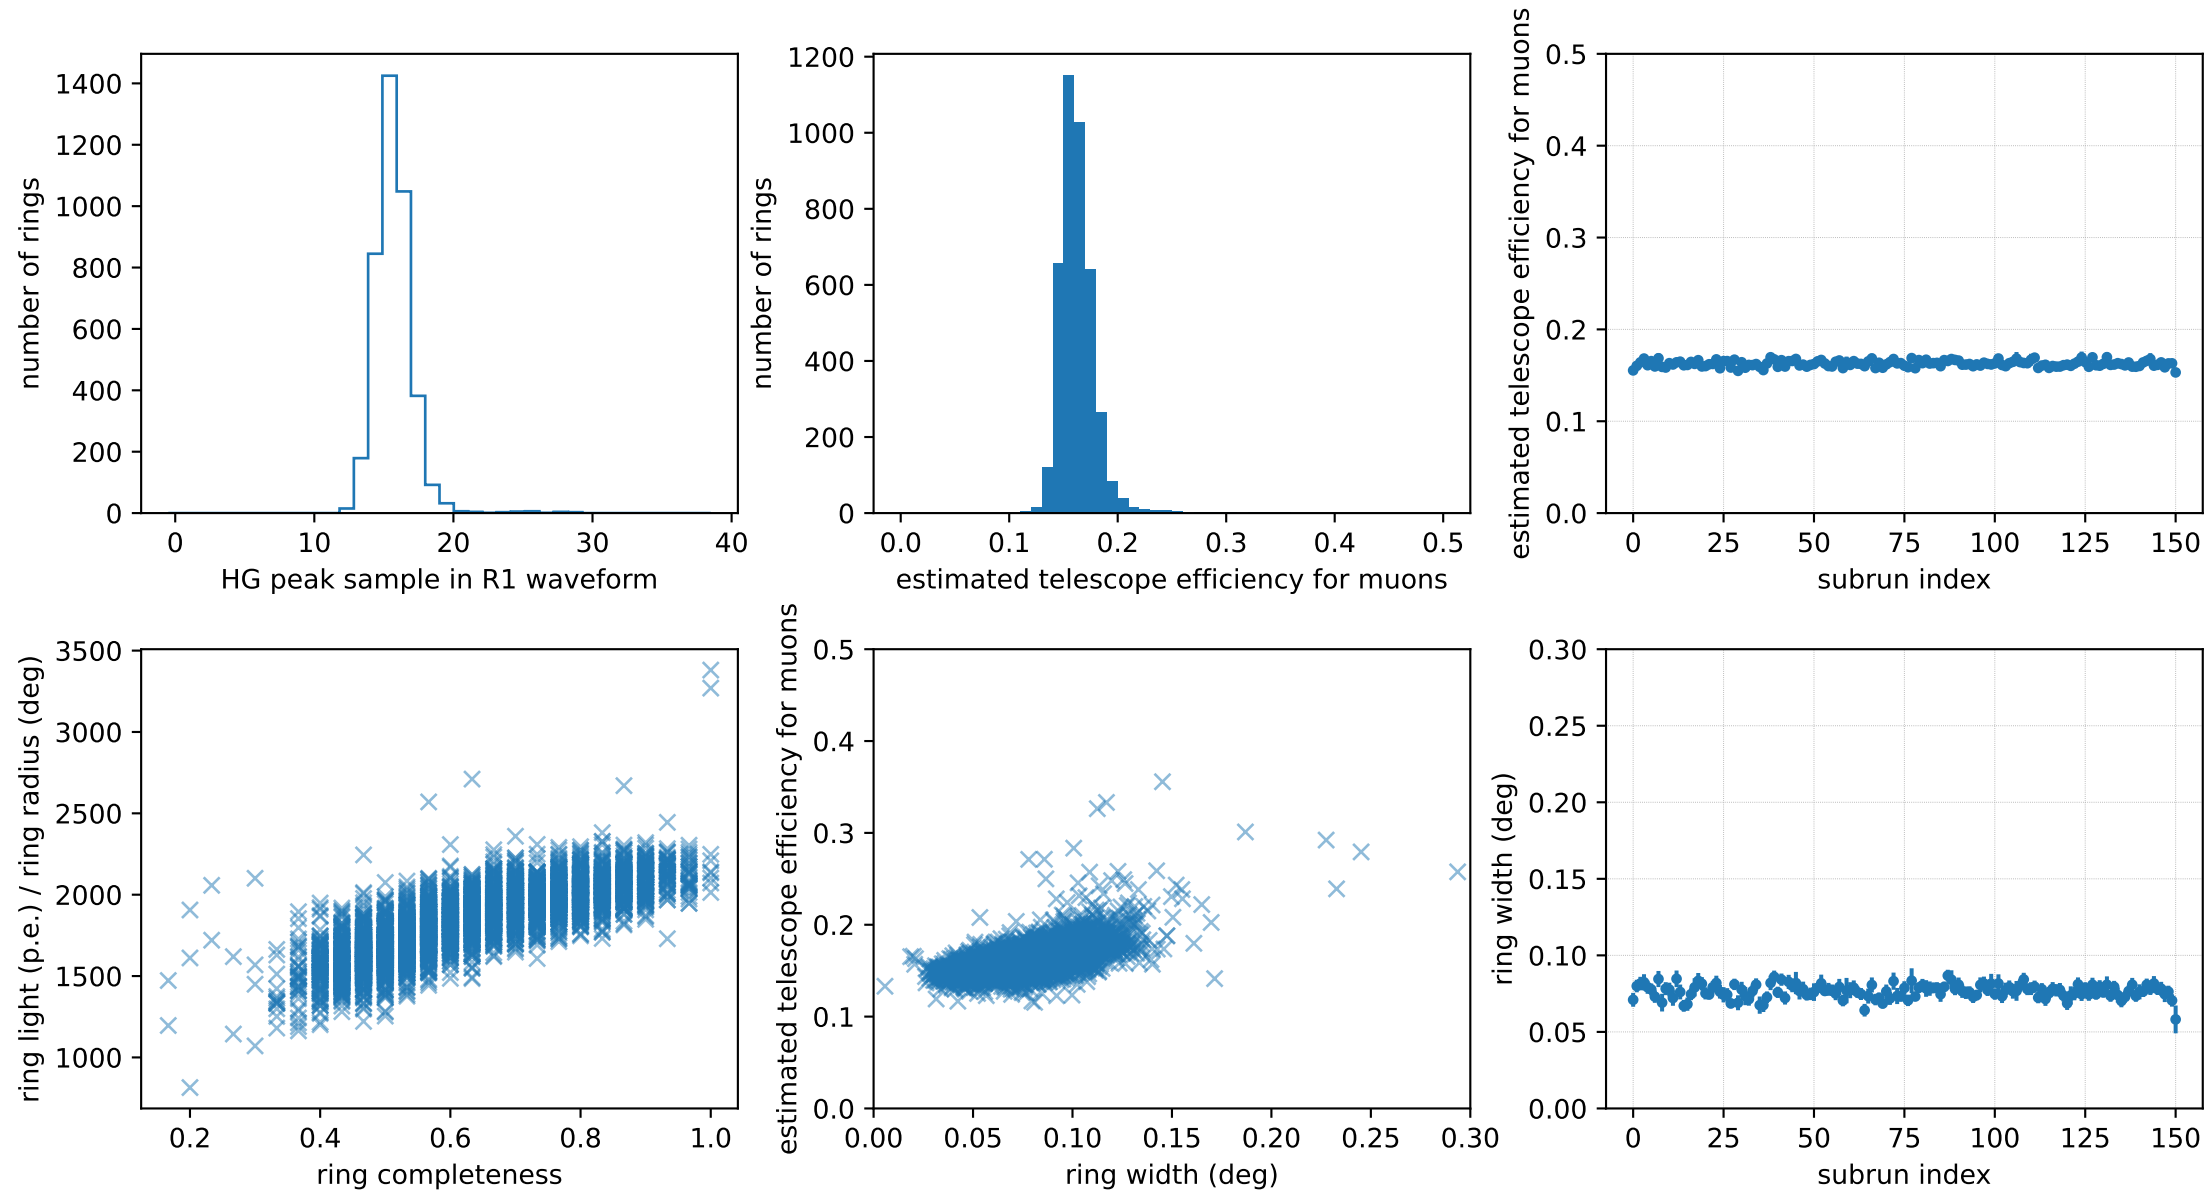 number of rings
1400
1200
1000
800
600
400
200
0
0 10 20 30 40
HG peak sample in R1 waveform
number of rings
1200
1000
800
600
400
200
0
0.0 0.1 0.2 0.3 0.4 0.5
estimated telescope efficiency for muons
estimated telescope efficiency for muons
0.5
0.4
0.3
0.2
0.1
0.0
0 25 50 75 100 125 150
subrun index
ring light (p.e.) / ring radius (deg)
3500
3000
2500
2000
1500
1000
0.2 0.4 0.6 0.8 1.0
ring completeness
estimated telescope efficiency for muons
0.5
0.4
0.3
0.2
0.1
0.0
0.00 0.05 0.10 0.15 0.20 0.25 0.30
ring width (deg)
ring width (deg)
0.30
0.25
0.20
0.15
0.10
0.05
0.00
0 25 50 75 100 125 150
subrun index